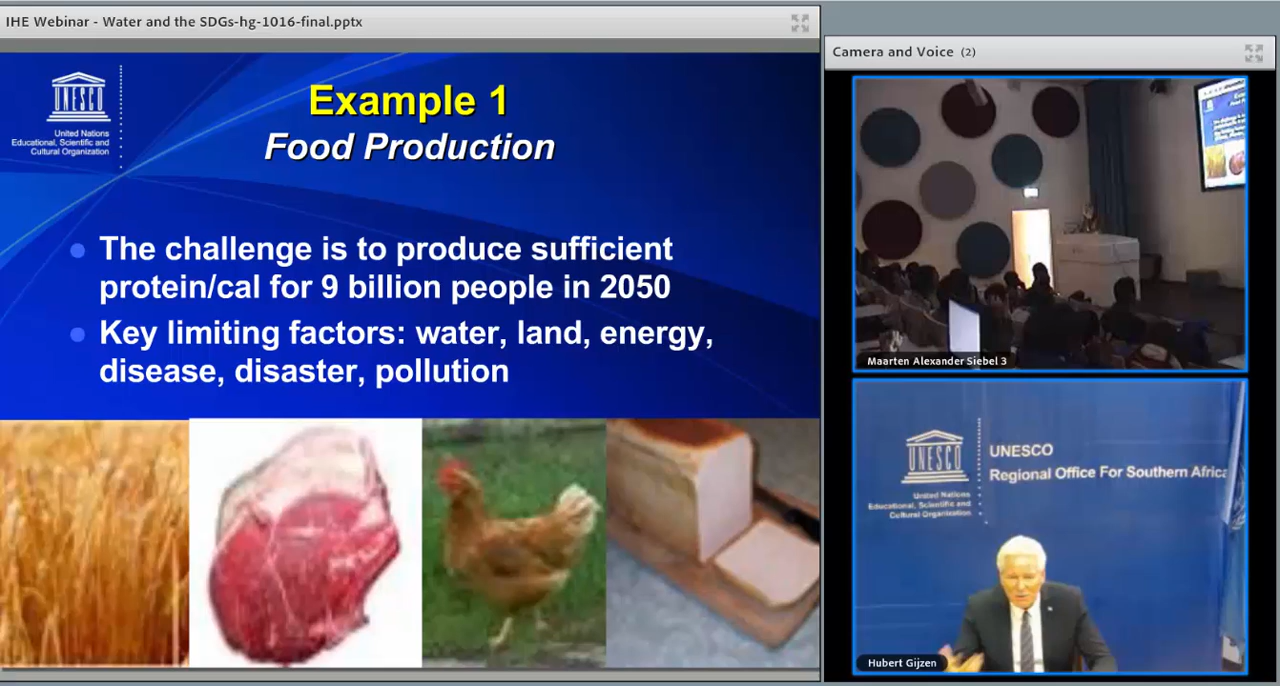 IHE Webinar - Water and the SDGs-hg-1016-final.pptx
UNESCO
United Nations
Educational, Scientific and
Cultural Organization
Example 1
Food Production
The challenge is to produce sufficient
protein/cal for 9 billion people in 2050
Key limiting factors: water, land, energy,
disease, disaster, pollution
Camera and Voice (2)
Maarten Alexander Siebel 3
UNESCO
United Nations
Educational, Scientific and
Cultural Organization
UNESCO
Regional Office For Southern Africa
Hubert Gijzen